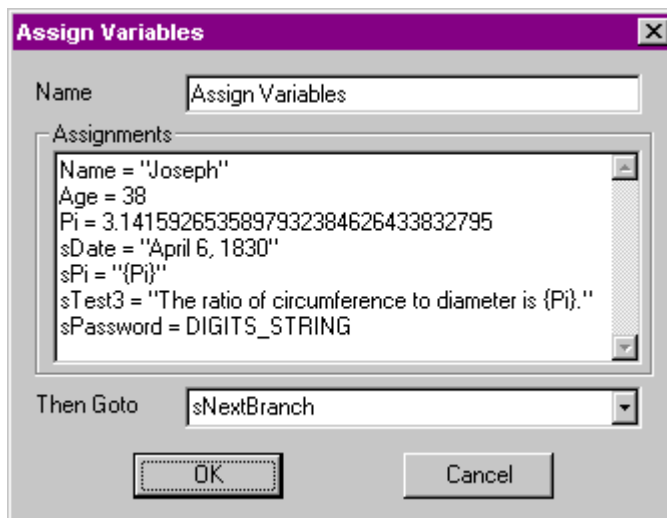 Assign Variables
Name Assign Variables
Assignments
Name = "Joseph"
Age = 38
Pi = 3.1415926535897932384626433832795
sDate = "April 6, 1830"
sPi = "{Pi}"
sTest3 = "The ratio of circumference to diameter is {Pi}."
sPassword = DIGITS_STRING
Then Goto sNextBranch
OK Cancel